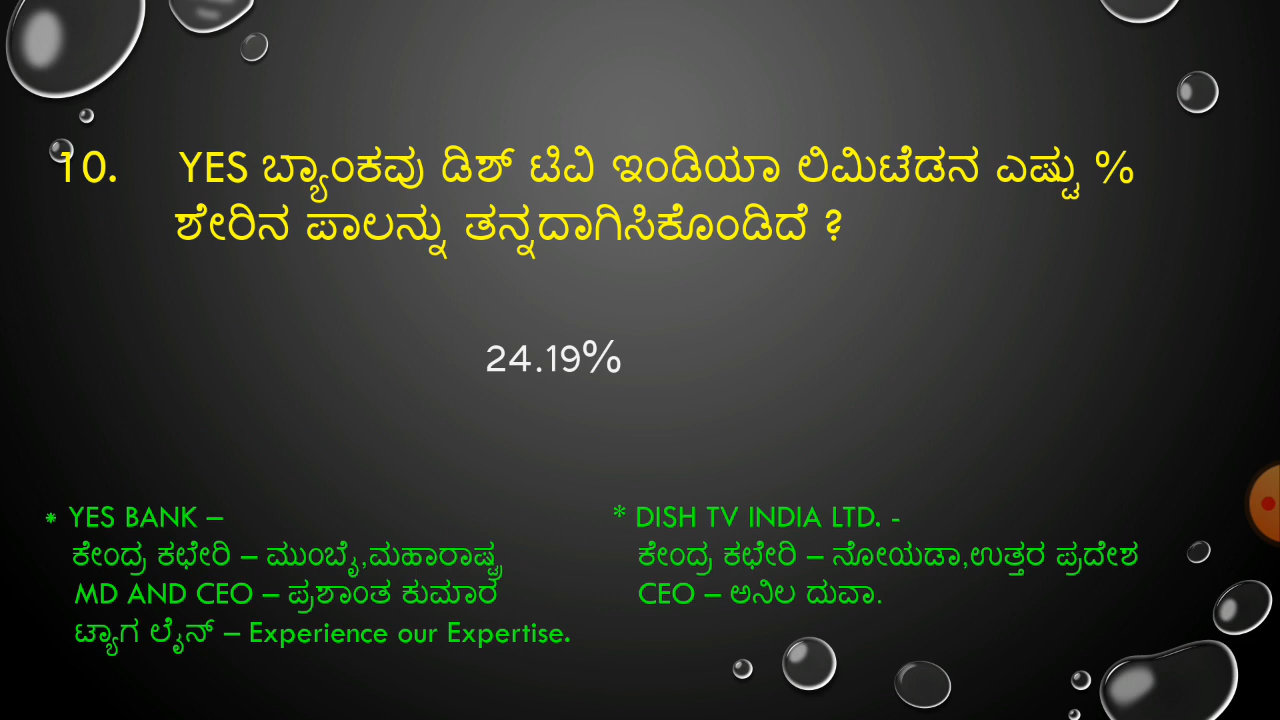 10. YES ಬ್ಯಾಂಕವು ಡಿಶ್ ಟಿವಿ ಇಂಡಿಯಾ ಲಿಮಿಟೆಡನ ಎಷ್ಟು %
ಶೇರಿನ ಪಾಲನ್ನು ತನ್ನದಾಗಿಸಿಕೊಂಡಿದೆ ?
24.19%
* YES BANK –
ಕೇಂದ್ರ ಕಛೇರಿ – ಮುಂಬೈ,ಮಹಾರಾಷ್ಟ್ರ
MD AND CEO – ಪ್ರಶಾಂತ ಕುಮಾರ
ಟ್ಯಾಗ ಲೈನ್ – Experience our Expertise.
* DISH TV INDIA LTD. -
ಕೇಂದ್ರ ಕಛೇರಿ – ನೋಯಡಾ,ಉತ್ತರ ಪ್ರದೇಶ
CEO – ಅನಿಲ ದುವಾ.